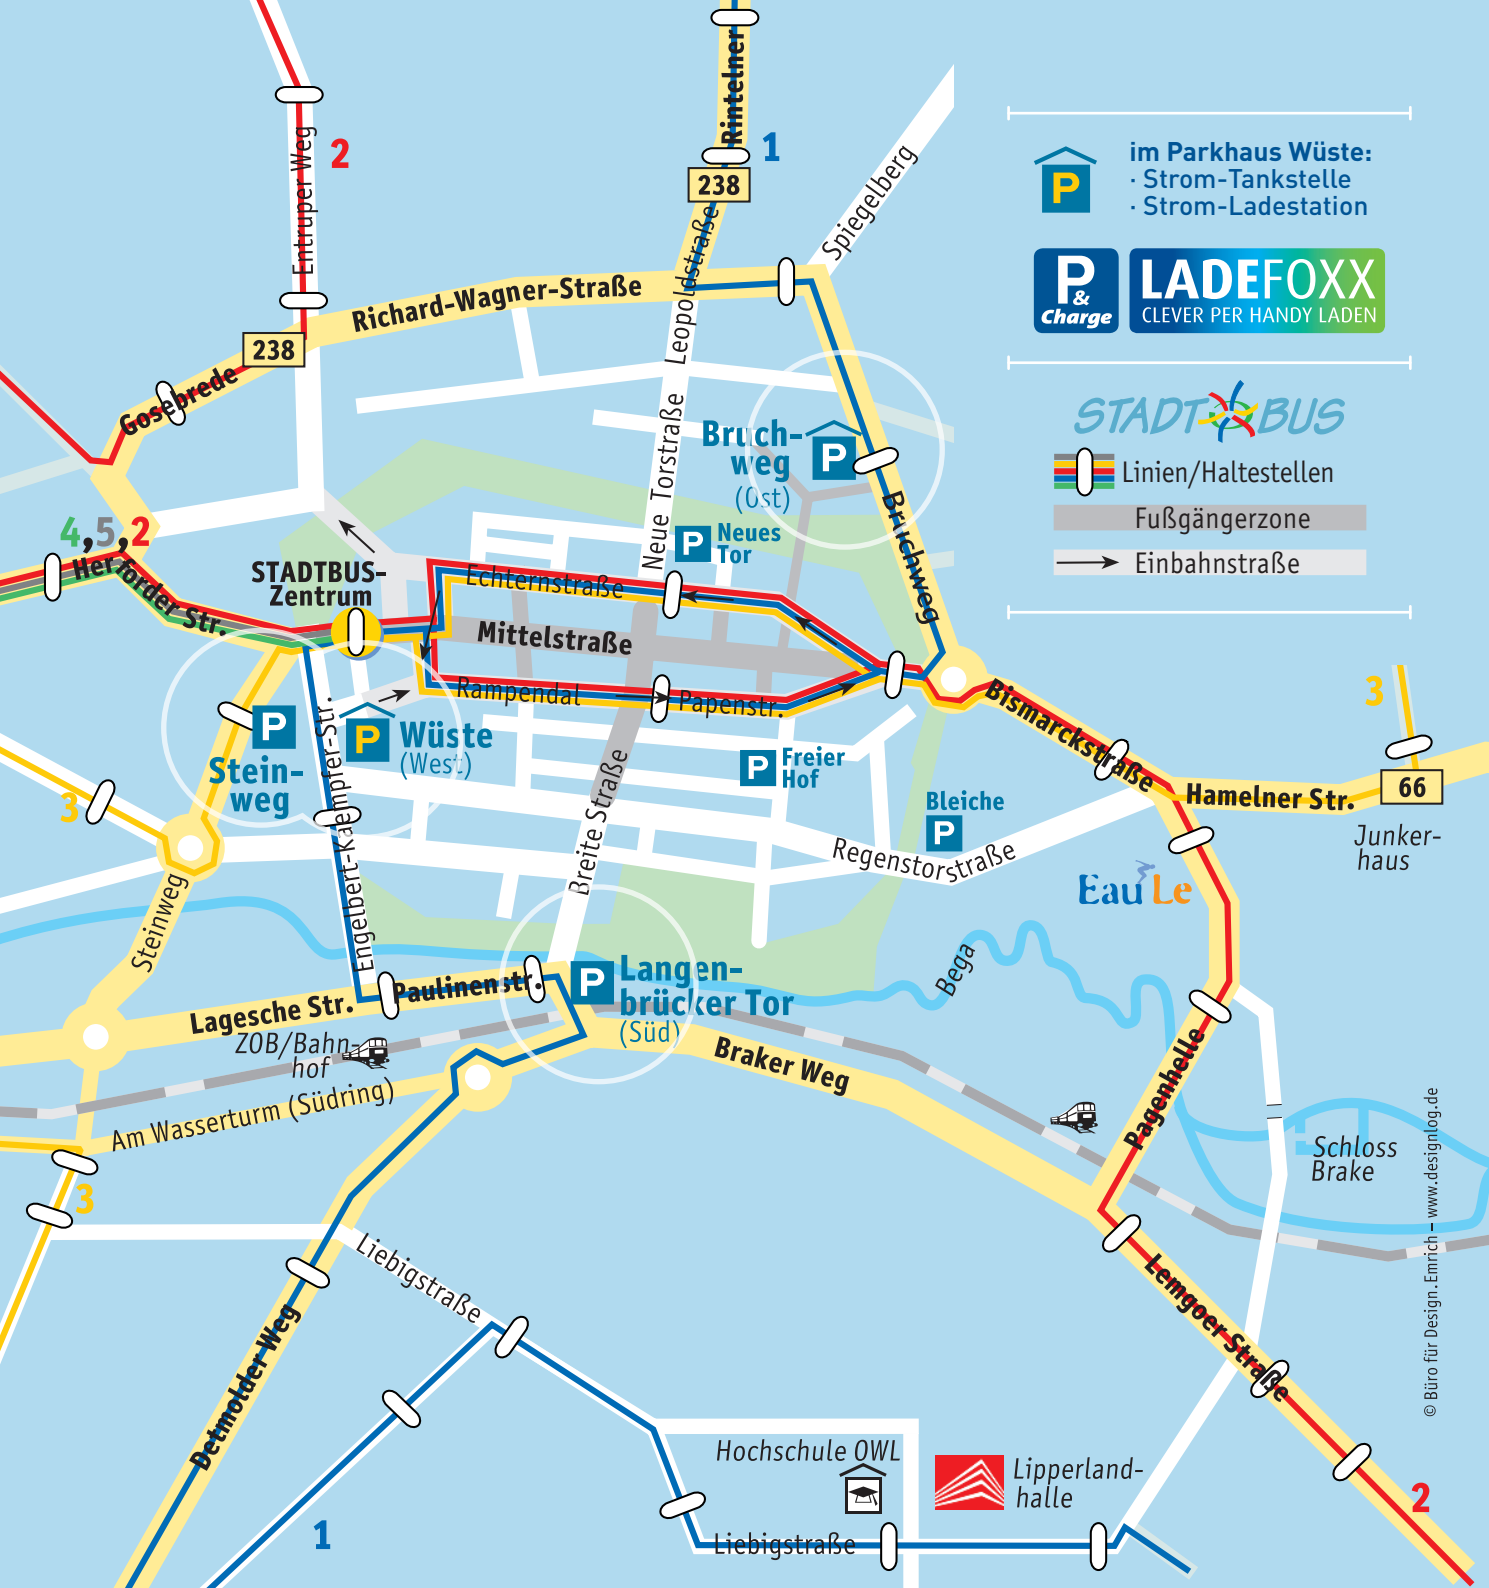 Rintelner
1
238
2
Entruper Weg
Leopoldstraße
Spiegelberg
Richard-Wagner-Straße
238
Gosebrede
im Parkhaus Wüste:
· Strom-Tankstelle
· Strom-Ladestation
P
P
&
Charge
LADEFOXX
CLEVER PER HANDY LADEN
STADTBUS
Linien/Haltestellen
Fußgängerzone
Einbahnstraße
Neue Torstraße
Bruch-
weg
(Ost)
P
Bruchweg
P
Neues
Tor
4,5,2
Herforder Str.
STADTBUS-
Zentrum
Echternstraße
Mittelstraße
Rampendal
Papenstr.
Bismarckstraße
3
Hamelner Str.
66
Junker-
haus
P
Stein-
weg
P
Wüste
(West)
Engelbert-Kaempfer-Str.
3
P
Freier
Hof
Bleiche
P
Breite Straße
Regenstorstraße
Eau Le
Steinweg
Bega
Lagesche Str.
Paulinenstr.
P
Langen-
brücker Tor
(Süd)
ZOB/Bahn-
hof
Braker Weg
Am Wasserturm (Südring)
Pagenhelle
Schloss
Brake
3
Liebigstraße
Detmolder Weg
Lemgoer Straße
1
Hochschule OWL
Lipperland-
halle
Liebigstraße
2
© Büro für Design. Emrich – www.designlog.de